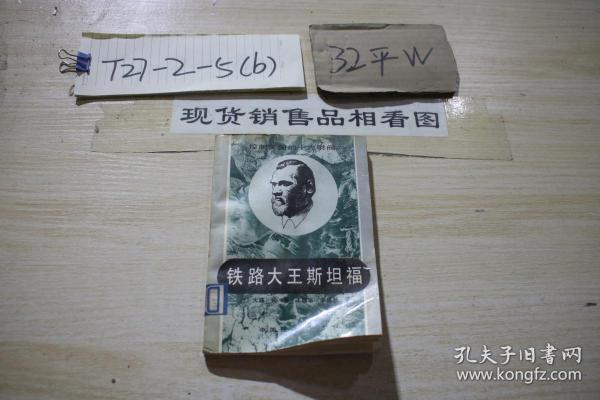 T27-2-5(b)
32平W
现货销售品相看图
铁路大王斯坦福
孔夫子旧书网
www.kongfz.com